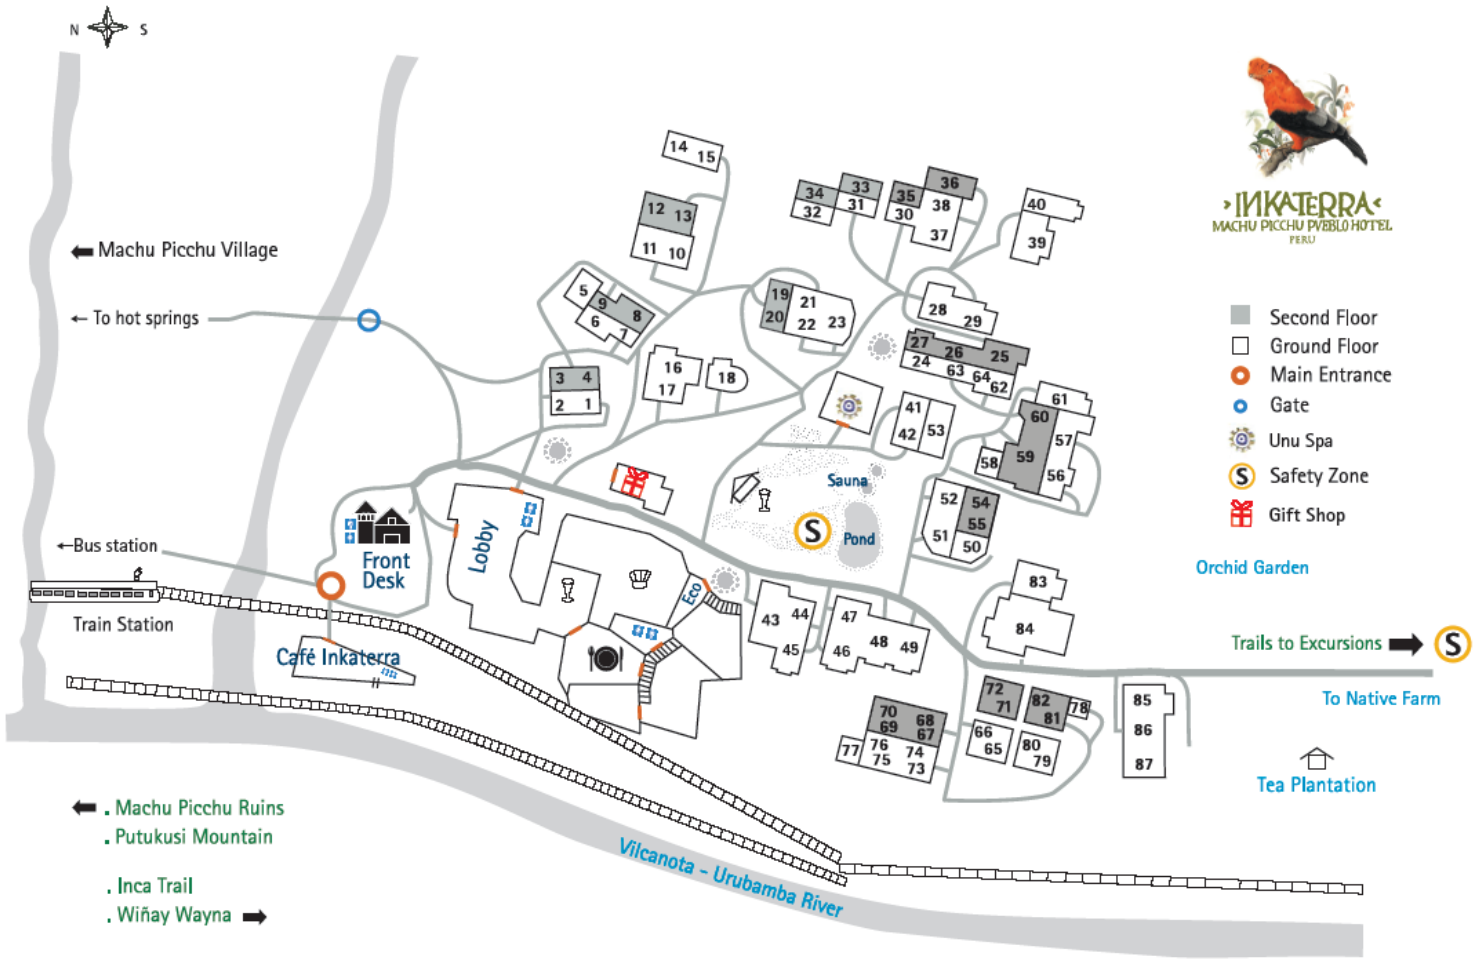 N S
Machu Picchu Village
To hot springs
Bus station
Train Station
Front
Desk
Café Inkaterra
Lobby
Eco
Sauna
Pond
S
14 15
12 13
11 10
5
9 8
6 7
3 4
2 1
16
17
18
19
20
21
22 23
34 33
32 31
35 36
30 38
37
40
39
28 29
27 26 25
24 63 64 62
41
42 53
61
60
57
59
58 56
52 54
55
51 50
43 44
45
47
46 48 49
83
84
72
71
82
81
78
70 68
69 67
77 76 74
75 73
66
65
80
79
85
86
87
INKATERRA
MACHU PICCHU PUEBLO HOTEL
PERU
Second Floor
Ground Floor
Main Entrance
Gate
Unu Spa
S Safety Zone
Gift Shop
Orchid Garden
Trails to Excursions S
To Native Farm
Tea Plantation
. Machu Picchu Ruins
. Putukusi Mountain
. Inca Trail
. Wiñay Wayna
Vilcanota - Urubamba River